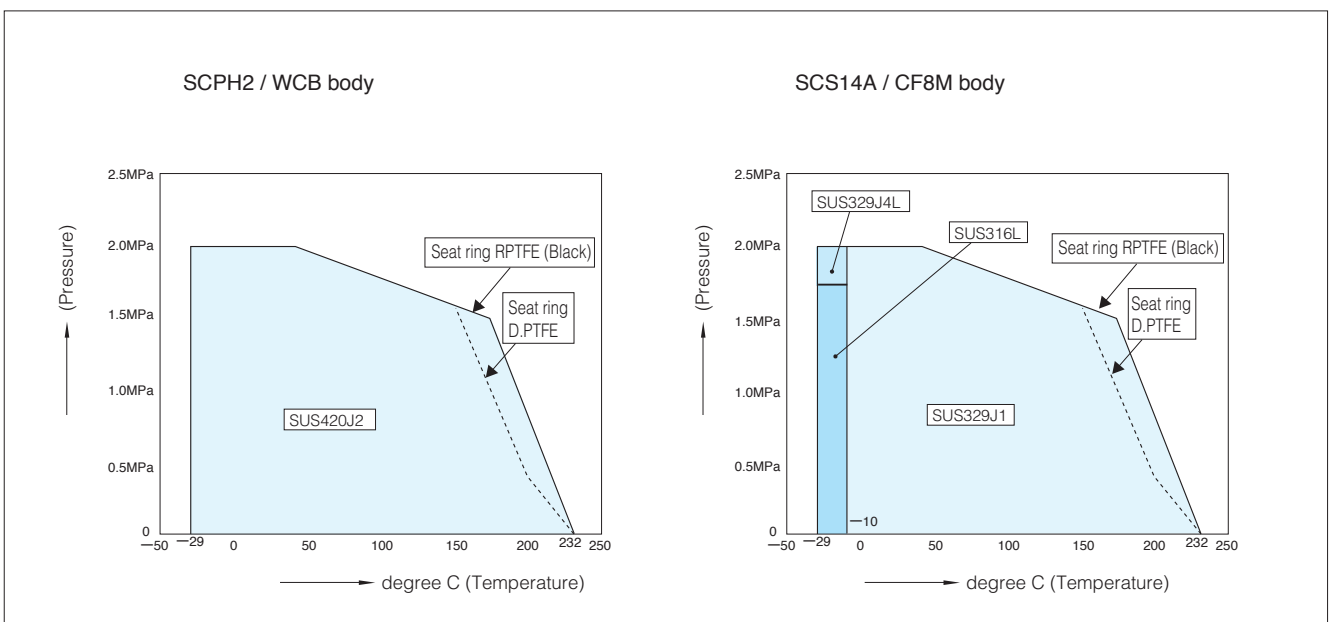 SCPH2 / WCB body
2.5MPa
2.0MPa
1.5MPa
1.0MPa
0.5MPa
0
(Pressure)
Seat ring RPTFE (Black)
Seat ring
D.PTFE
SUS420J2
—50
—29
0
50
100
150
200
232
250
degree C (Temperature)
SCS14A / CF8M body
2.5MPa
2.0MPa
1.5MPa
1.0MPa
0.5MPa
0
(Pressure)
SUS329J4L
SUS316L
Seat ring RPTFE (Black)
Seat ring
D.PTFE
SUS329J1
—10
—50
—29
0
50
100
150
200
232
250
degree C (Temperature)